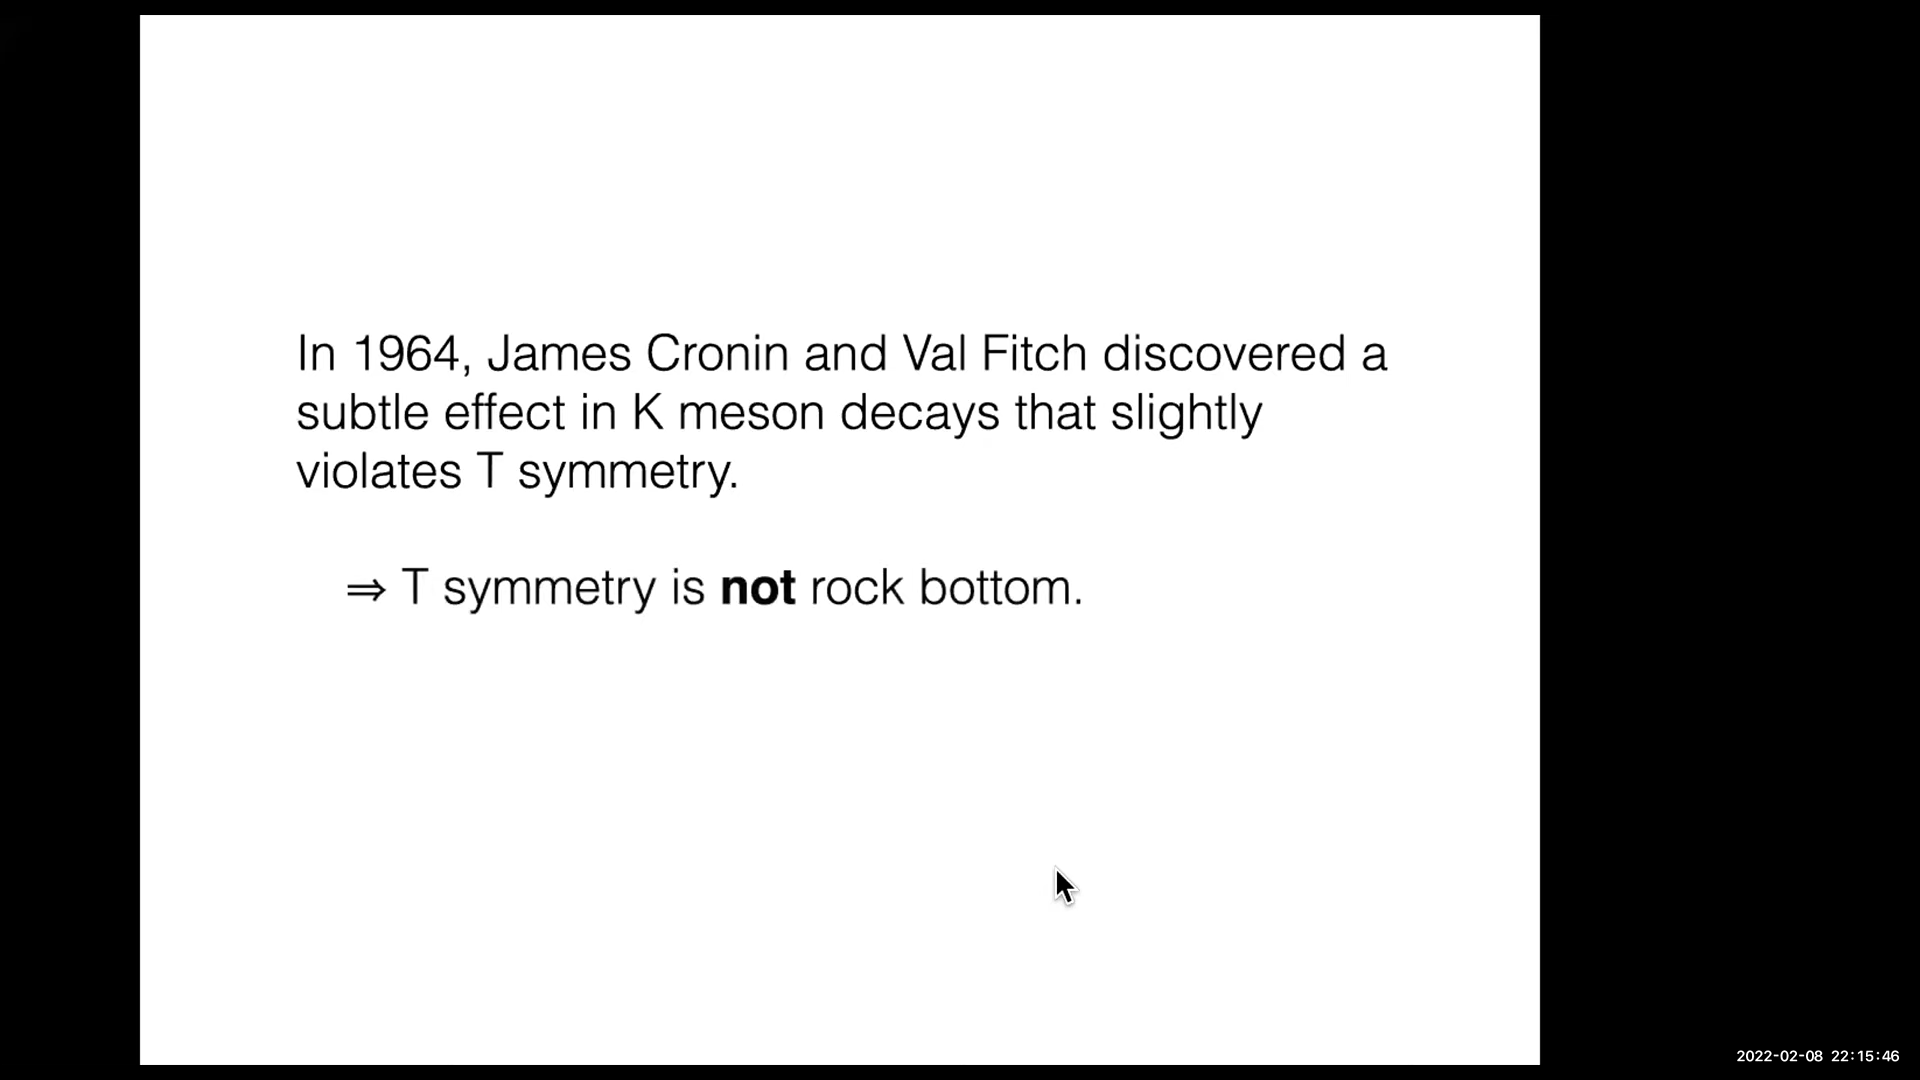 In 1964, James Cronin and Val Fitch discovered a
subtle effect in K meson decays that slightly
violates T symmetry.
⇒ T symmetry is not rock bottom.
2022-02-08 22:15:46